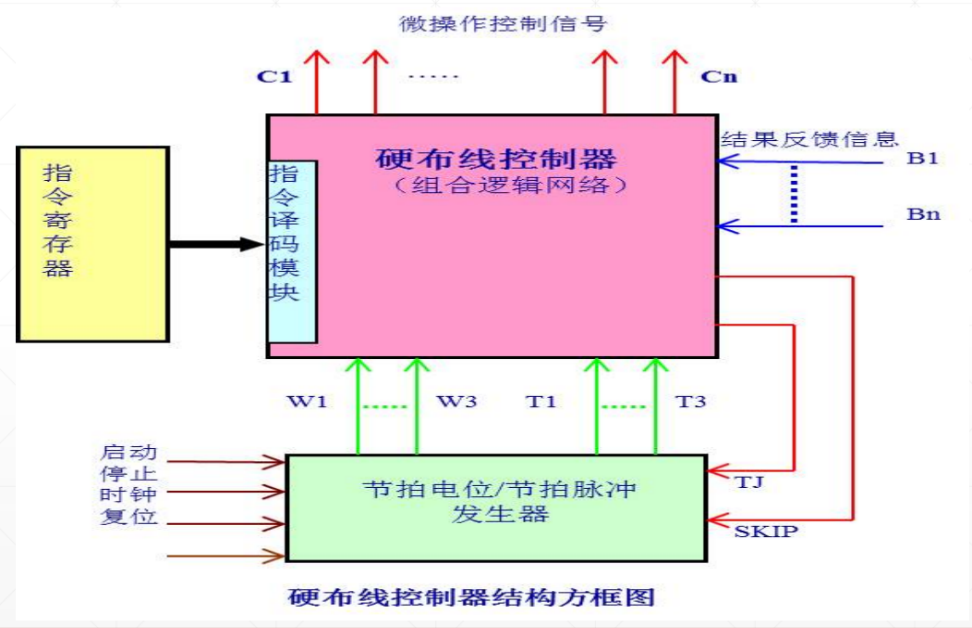 微操作控制信号
C1
·····
Cn
指令寄存器
指令译码模块
硬布线控制器
（组合逻辑网络）
结果反馈信息
B1
Bn
W1
W3
T1
T3
启动
停止
时钟
复位
节拍电位/节拍脉冲
发生器
TJ
SKIP
硬布线控制器结构方框图